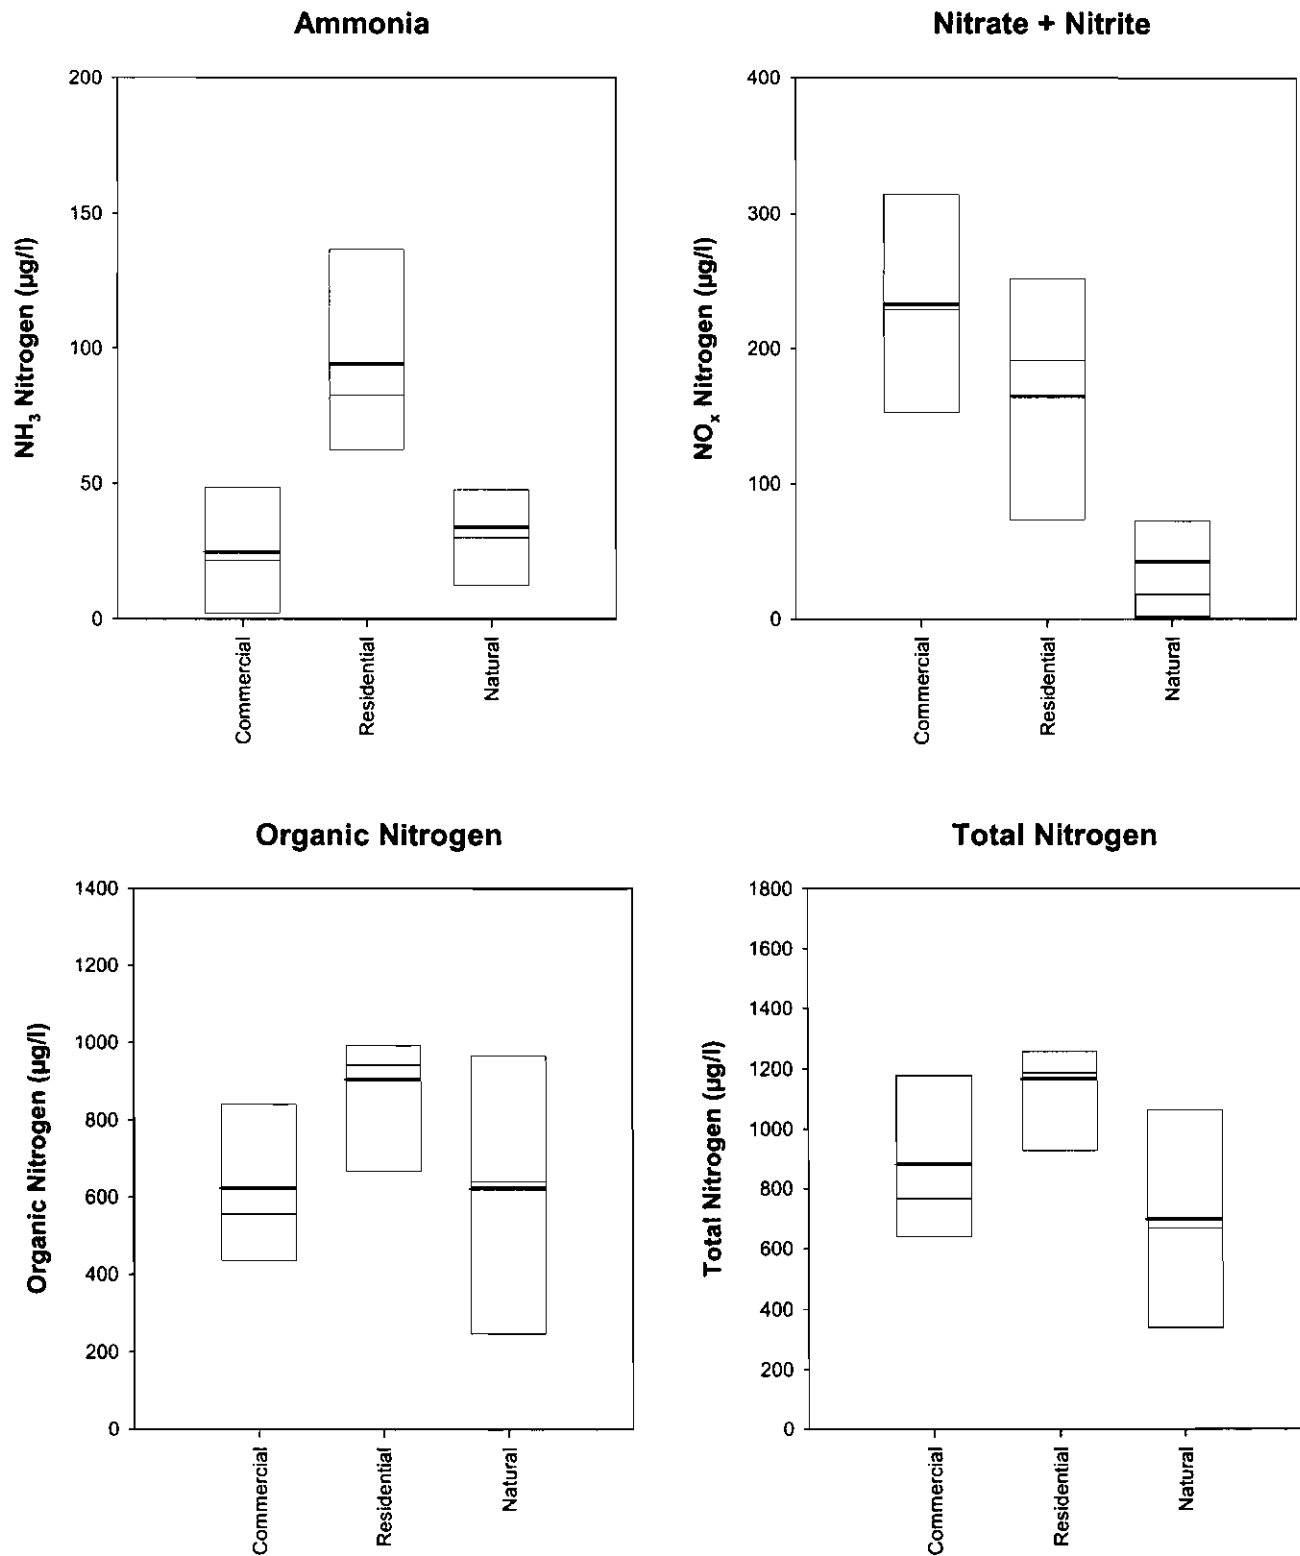 Ammonia
200
150
100
50
0
NH₃ Nitrogen (µg/l)
Commercial
Residential
Natural
Nitrate + Nitrite
400
300
200
100
0
NOₓ Nitrogen (µg/l)
Commercial
Residential
Natural
Organic Nitrogen
1400
1200
1000
800
600
400
200
0
Organic Nitrogen (µg/l)
Commercial
Residential
Natural
Total Nitrogen
1800
1600
1400
1200
1000
800
600
400
200
0
Total Nitrogen (µg/l)
Commercial
Residential
Natural